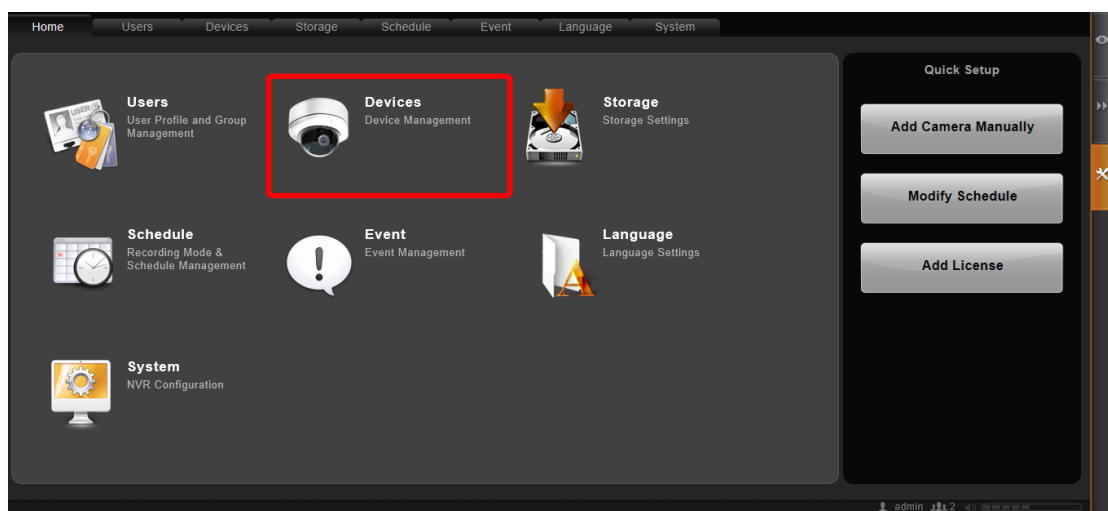 Home Users Devices Storage Schedule Event Language System
Users
User Profile and Group
Management
Devices
Device Management
Storage
Storage Settings
Schedule
Recording Mode &
Schedule Management
Event
Event Management
Language
Language Settings
System
NVR Configuration
Quick Setup
Add Camera Manually
Modify Schedule
Add License
USER
A
admin 2